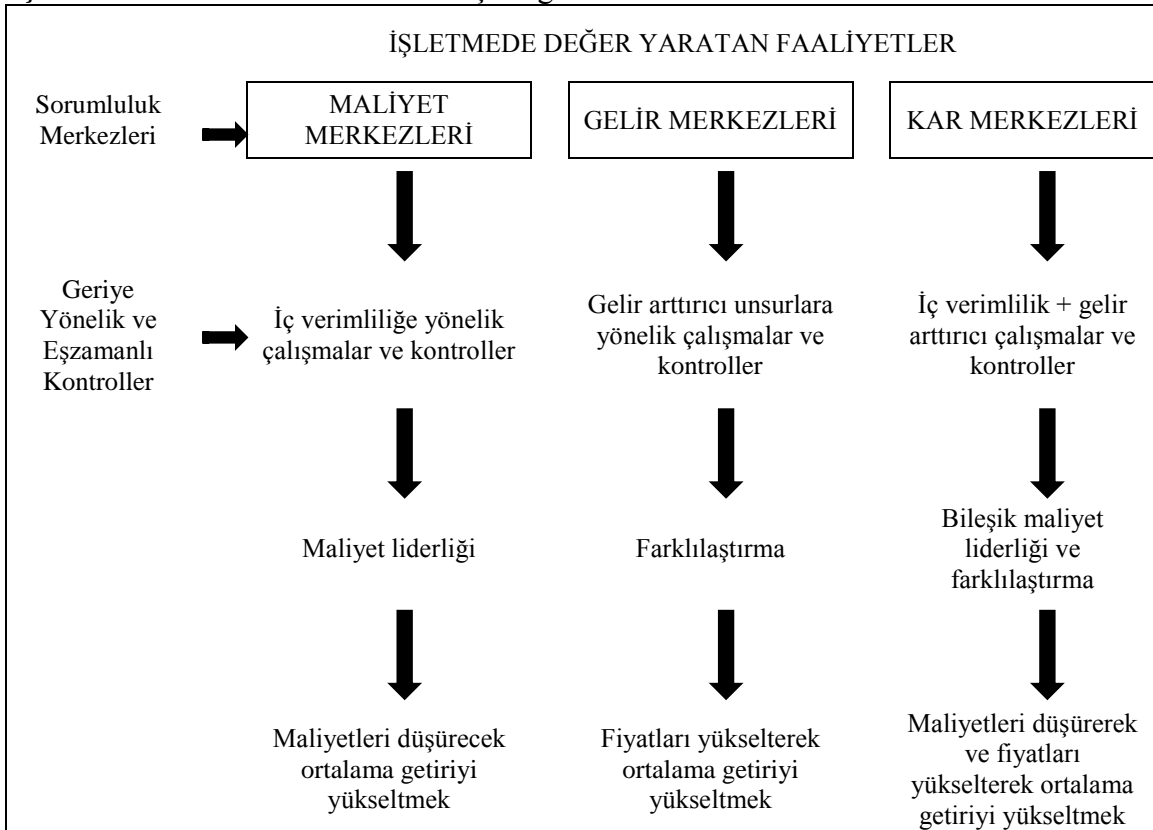 İŞLETMEDE DEĞER YARATAN FAALİYETLER
Sorumluluk
Merkezleri
MALİYET
MERKEZLERİ
GELİR MERKEZLERİ
KAR MERKEZLERİ
Geriye
Yönelik ve
Eşzamanlı
Kontroller
İç verimliliğe yönelik
çalışmalar ve kontroller
Gelir arttırıcı unsurlara
yönelik çalışmalar ve
kontroller
İç verimlilik + gelir
arttırıcı çalışmalar ve
kontroller
Maliyet liderliği
Farklılaştırma
Bileşik maliyet
liderliği ve
farklılaştırma
Maliyetleri düşürecek
ortalama getiriyi
yükseltmek
Fiyatları yükselterek
ortalama getiriyi
yükseltmek
Maliyetleri düşürerek
ve fiyatları
yükselterek ortalama
getiriyi yükseltmek